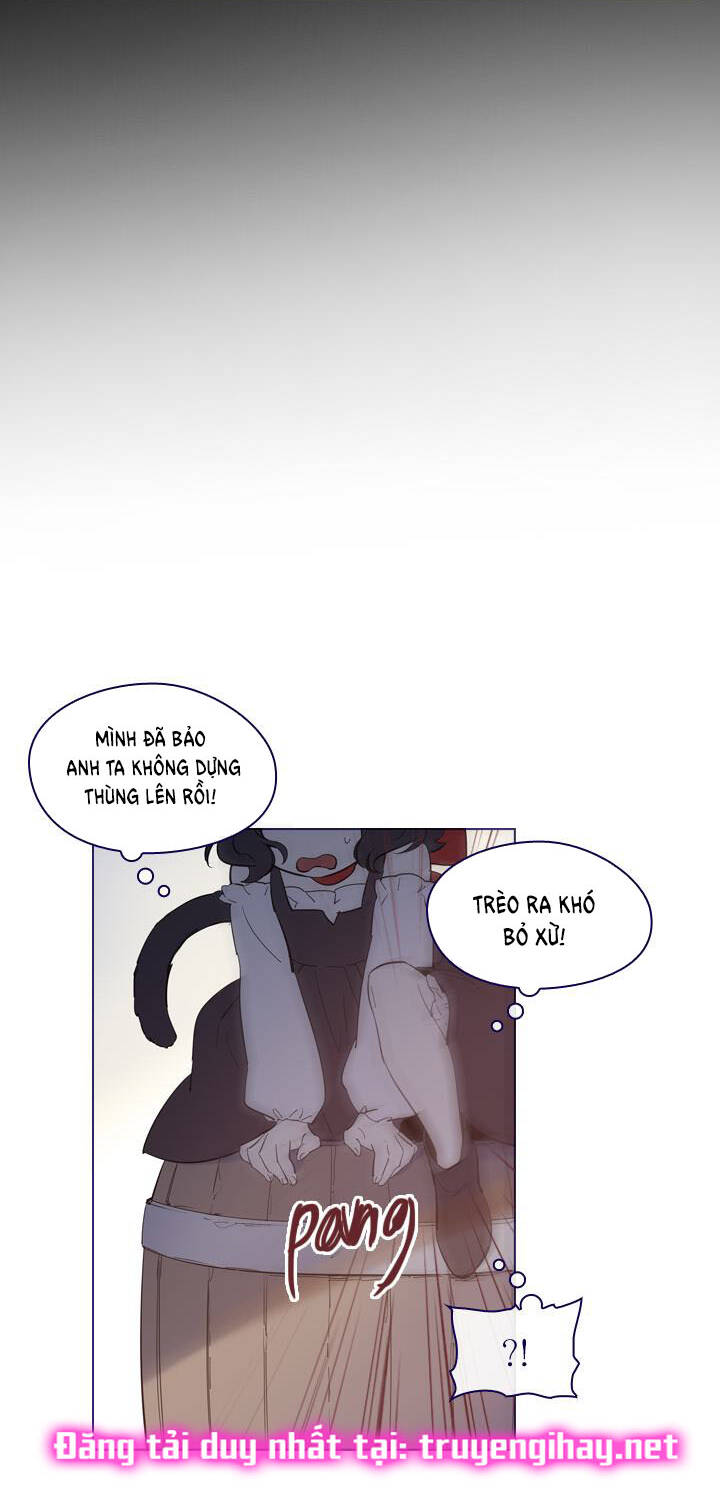 MÌNH ĐÃ BẢO
ANH TA KHÔNG DỰNG
THÙNG LÊN RỒI!
TRÈO RA KHÓ
BỎ XỪ!
pang
?!
Đăng tải duy nhất tại: truyengihay.net